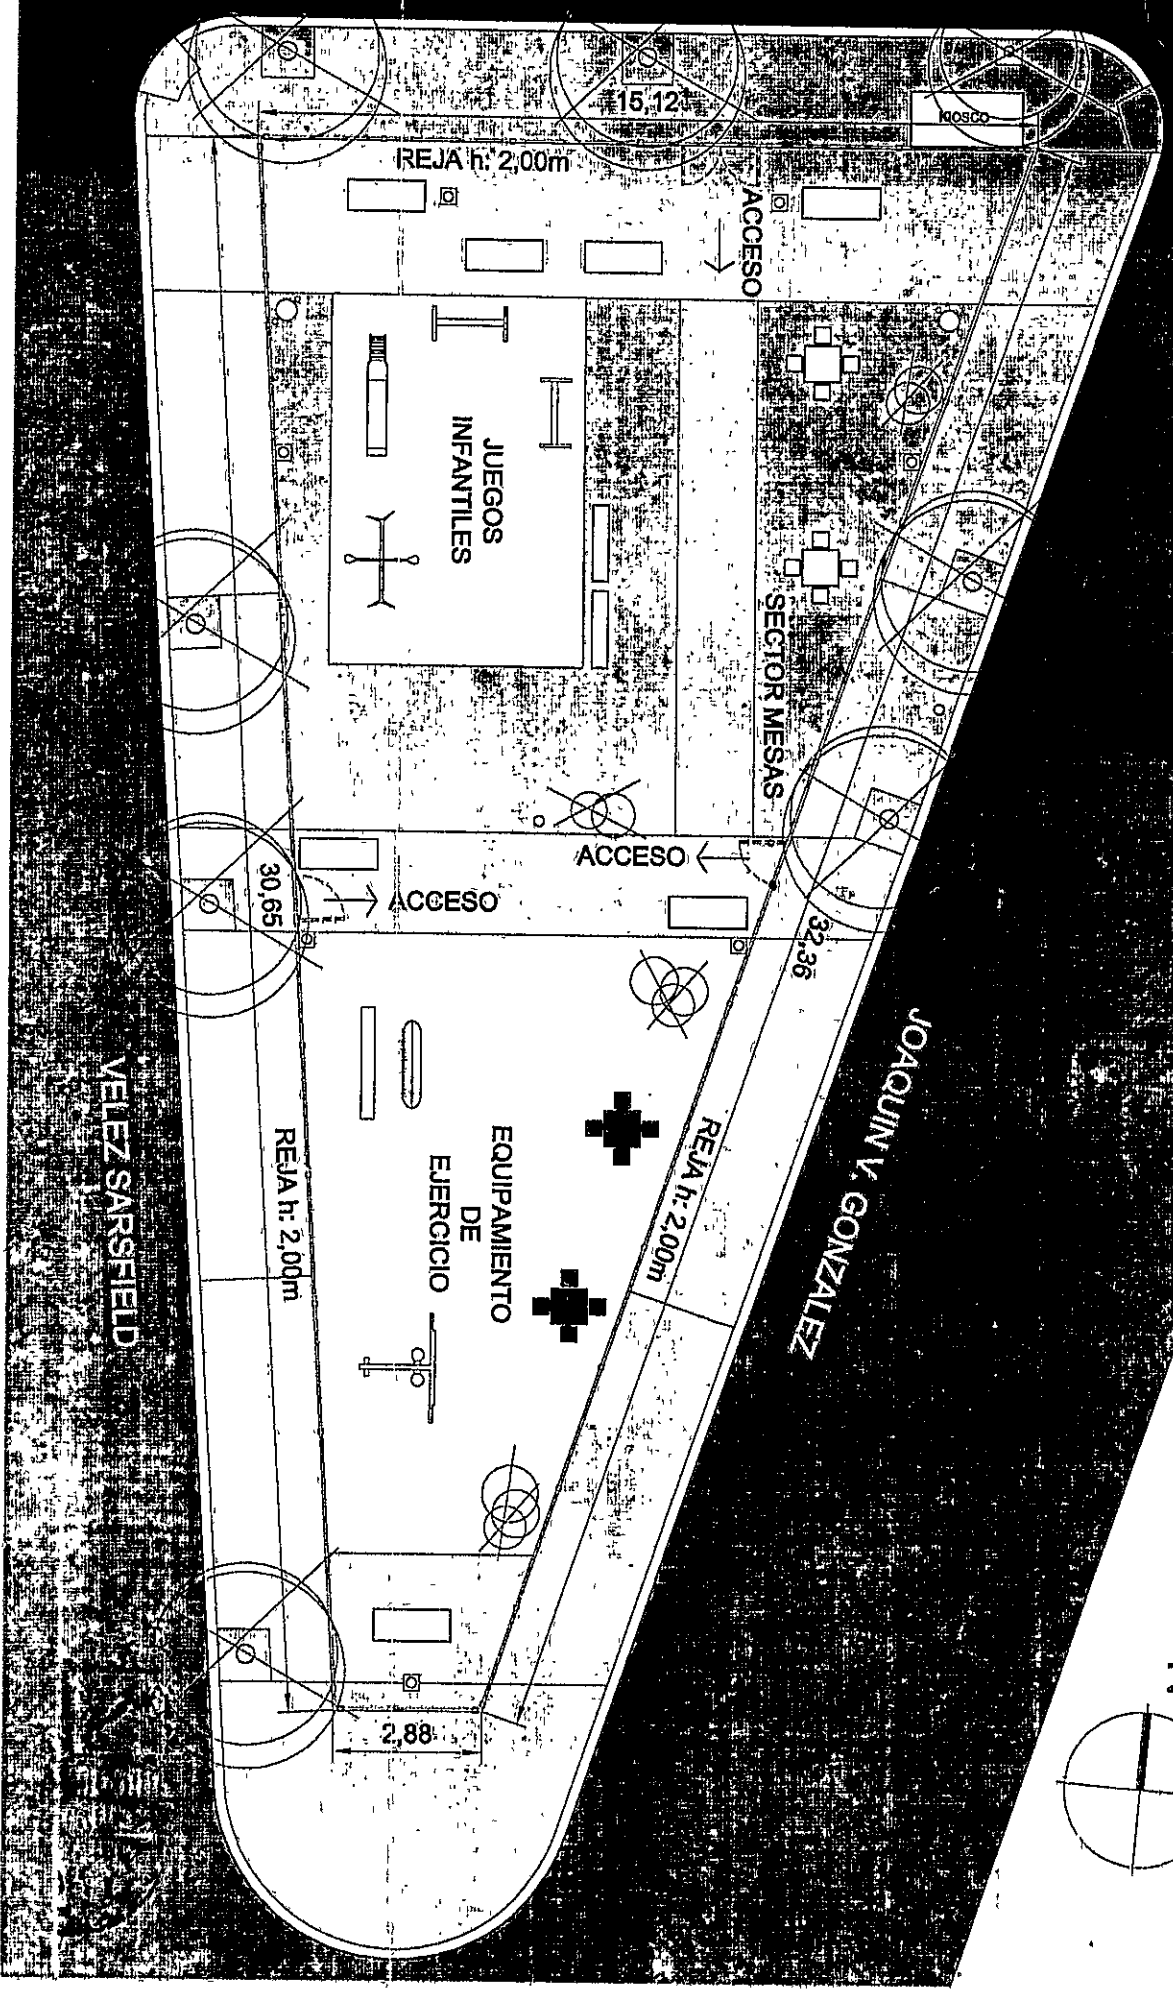 15,12
KIOSCO
REJA h: 2,00m
ACCESO
JUEGOS
INFANTILES
SECTOR MESAS
ACCESO
ACCESO
30,65
32,36
JOAQUIN V. GONZALEZ
VELEZ SARSFIELD
REJA h: 2,00m
REJA h: 2,00m
EQUIPAMIENTO
DE
EJERCICIO
2,88